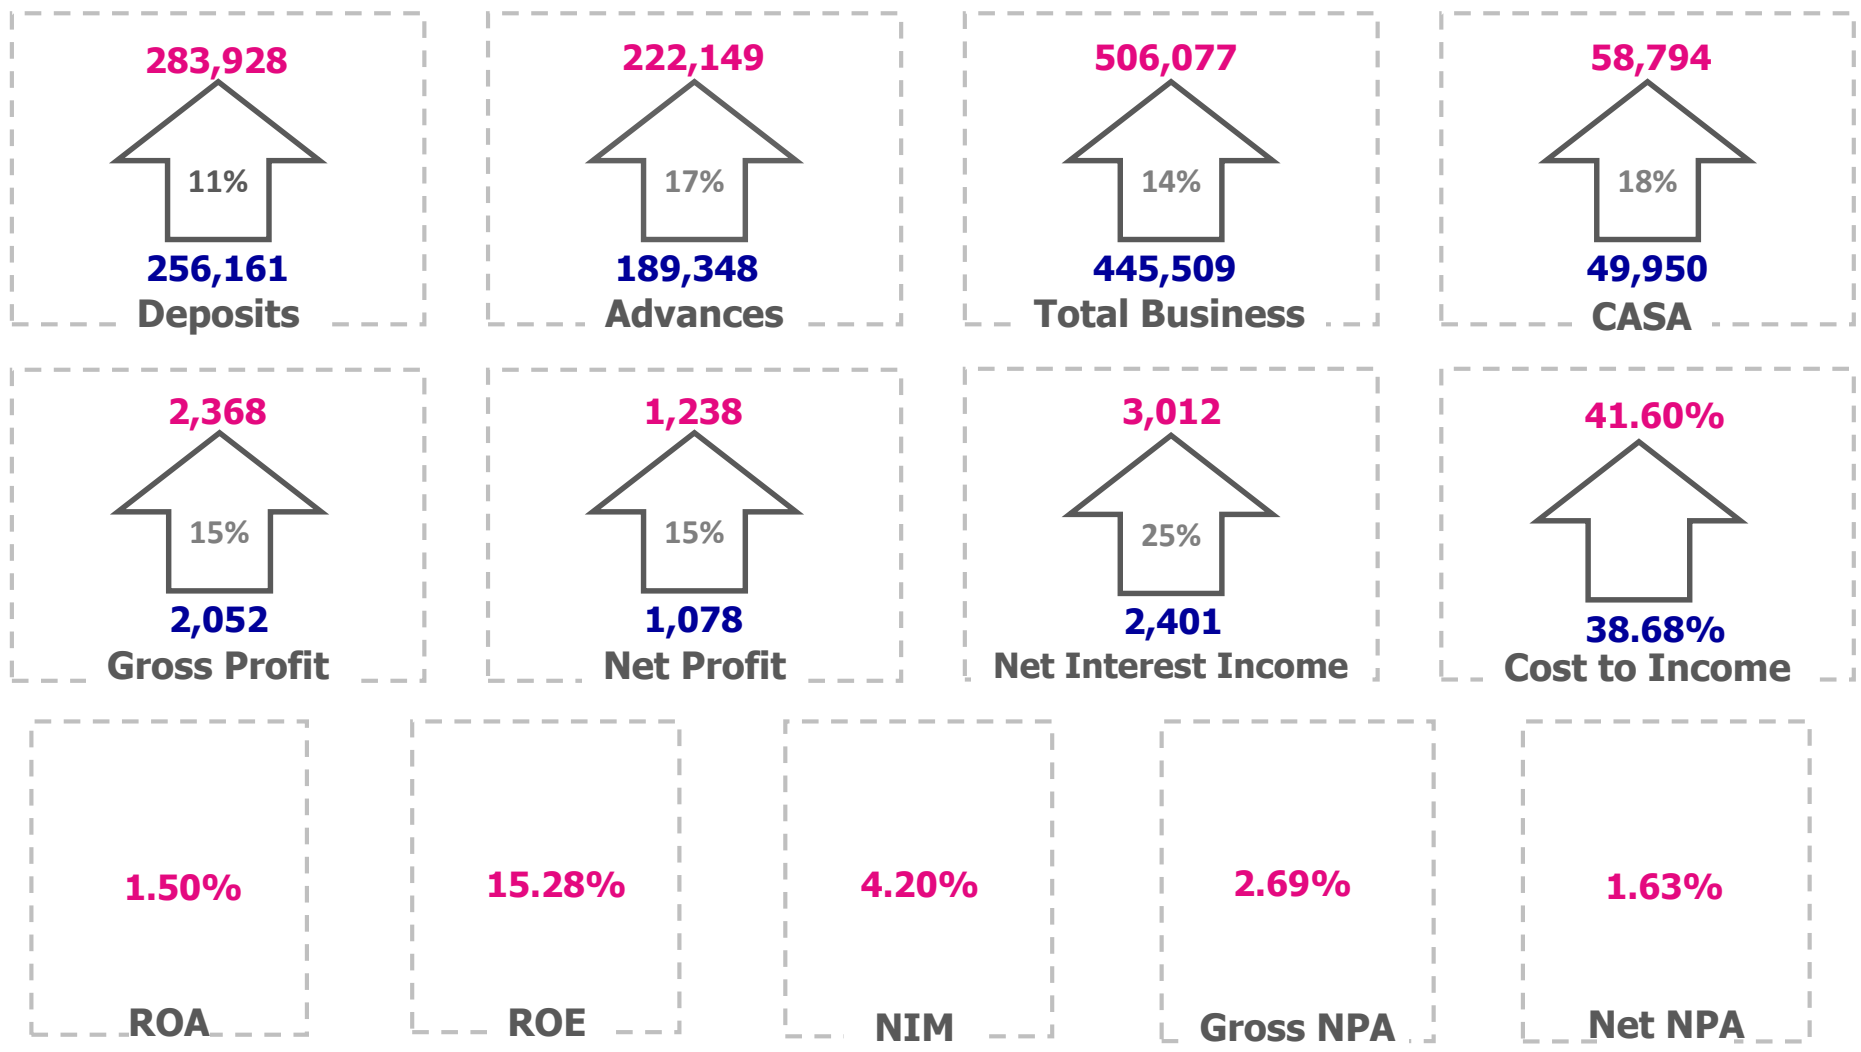 283,928
11%
256,161
Deposits
222,149
17%
189,348
Advances
506,077
14%
445,509
Total Business
58,794
18%
49,950
CASA
2,368
15%
2,052
Gross Profit
1,238
15%
1,078
Net Profit
3,012
25%
2,401
Net Interest Income
41.60%
38.68%
Cost to Income
1.50%
ROA
15.28%
ROE
4.20%
NIM
2.69%
Gross NPA
1.63%
Net NPA